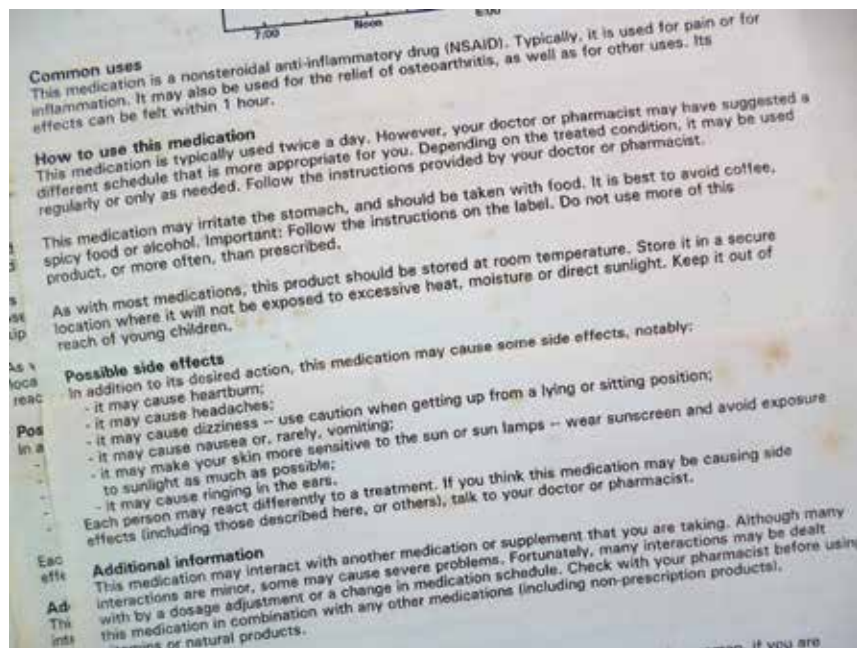 7:00 Noon 6:00
Common uses
This medication is a nonsteroidal anti-inflammatory drug (NSAID). Typically, it is used for pain or for
inflammation. It may also be used for the relief of osteoarthritis, as well as for other uses. Its
effects can be felt within 1 hour.
How to use this medication
This medication is typically used twice a day. However, your doctor or pharmacist may have suggested a
different schedule that is more appropriate for you. Depending on the treated condition, it may be used
regularly or only as needed. Follow the instructions provided by your doctor or pharmacist.
This medication may irritate the stomach, and should be taken with food. It is best to avoid coffee,
spicy food or alcohol. Important: Follow the instructions on the label. Do not use more of this
product, or more often, than prescribed.
As with most medications, this product should be stored at room temperature. Store it in a secure
location where it will not be exposed to excessive heat, moisture or direct sunlight. Keep it out of
reach of young children.
Possible side effects
In addition to its desired action, this medication may cause some side effects, notably:
- it may cause heartburn;
- it may cause headaches;
- it may cause dizziness -- use caution when getting up from a lying or sitting position;
- it may cause nausea or, rarely, vomiting;
- it may make your skin more sensitive to the sun or sun lamps -- wear sunscreen and avoid exposure
to sunlight as much as possible;
- it may cause ringing in the ears.
Each person may react differently to a treatment. If you think this medication may be causing side
effects (including those described here, or others), talk to your doctor or pharmacist.
Additional information
This medication may interact with another medication or supplement that you are taking. Although many
interactions are minor, some may cause severe problems. Fortunately, many interactions may be dealt
with by a dosage adjustment or a change in medication schedule. Check with your pharmacist before using
this medication in combination with any other medications (including non-prescription products),
or natural products.
if you are